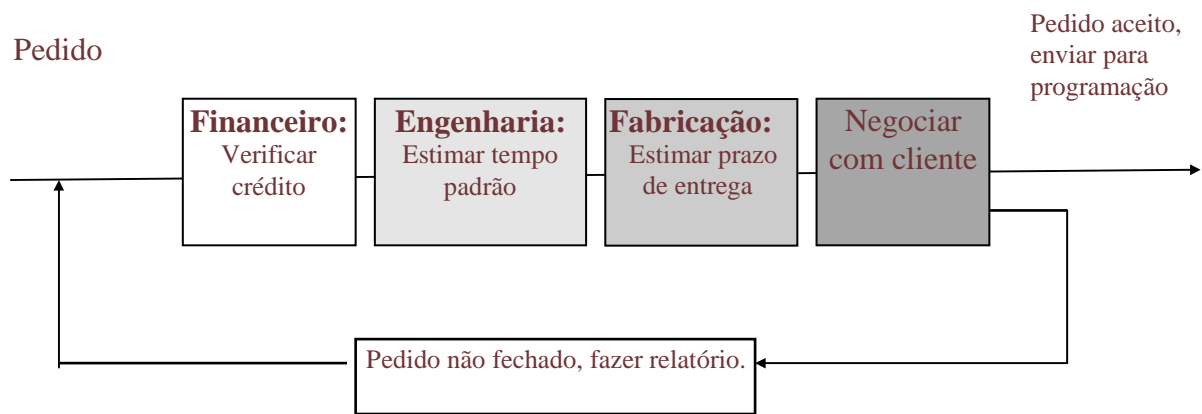 Pedido
Pedido aceito,
enviar para
programação
Financeiro:
Verificar
crédito
Engenharia:
Estimar tempo
padrão
Fabricação:
Estimar prazo
de entrega
Negociar
com cliente
Pedido não fechado, fazer relatório.